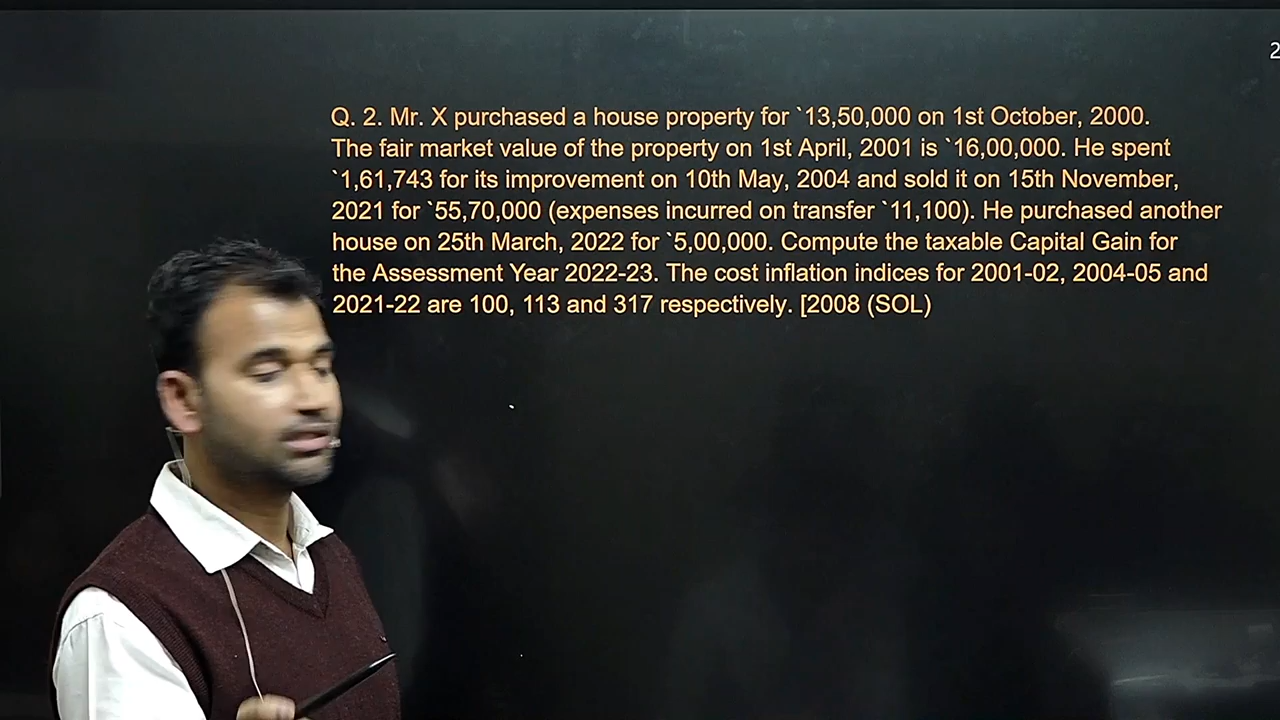 2
Q. 2. Mr. X purchased a house property for `13,50,000 on 1st October, 2000.
The fair market value of the property on 1st April, 2001 is `16,00,000. He spent
`1,61,743 for its improvement on 10th May, 2004 and sold it on 15th November,
2021 for `55,70,000 (expenses incurred on transfer `11,100). He purchased another
house on 25th March, 2022 for `5,00,000. Compute the taxable Capital Gain for
the Assessment Year 2022-23. The cost inflation indices for 2001-02, 2004-05 and
2021-22 are 100, 113 and 317 respectively. [2008 (SOL)